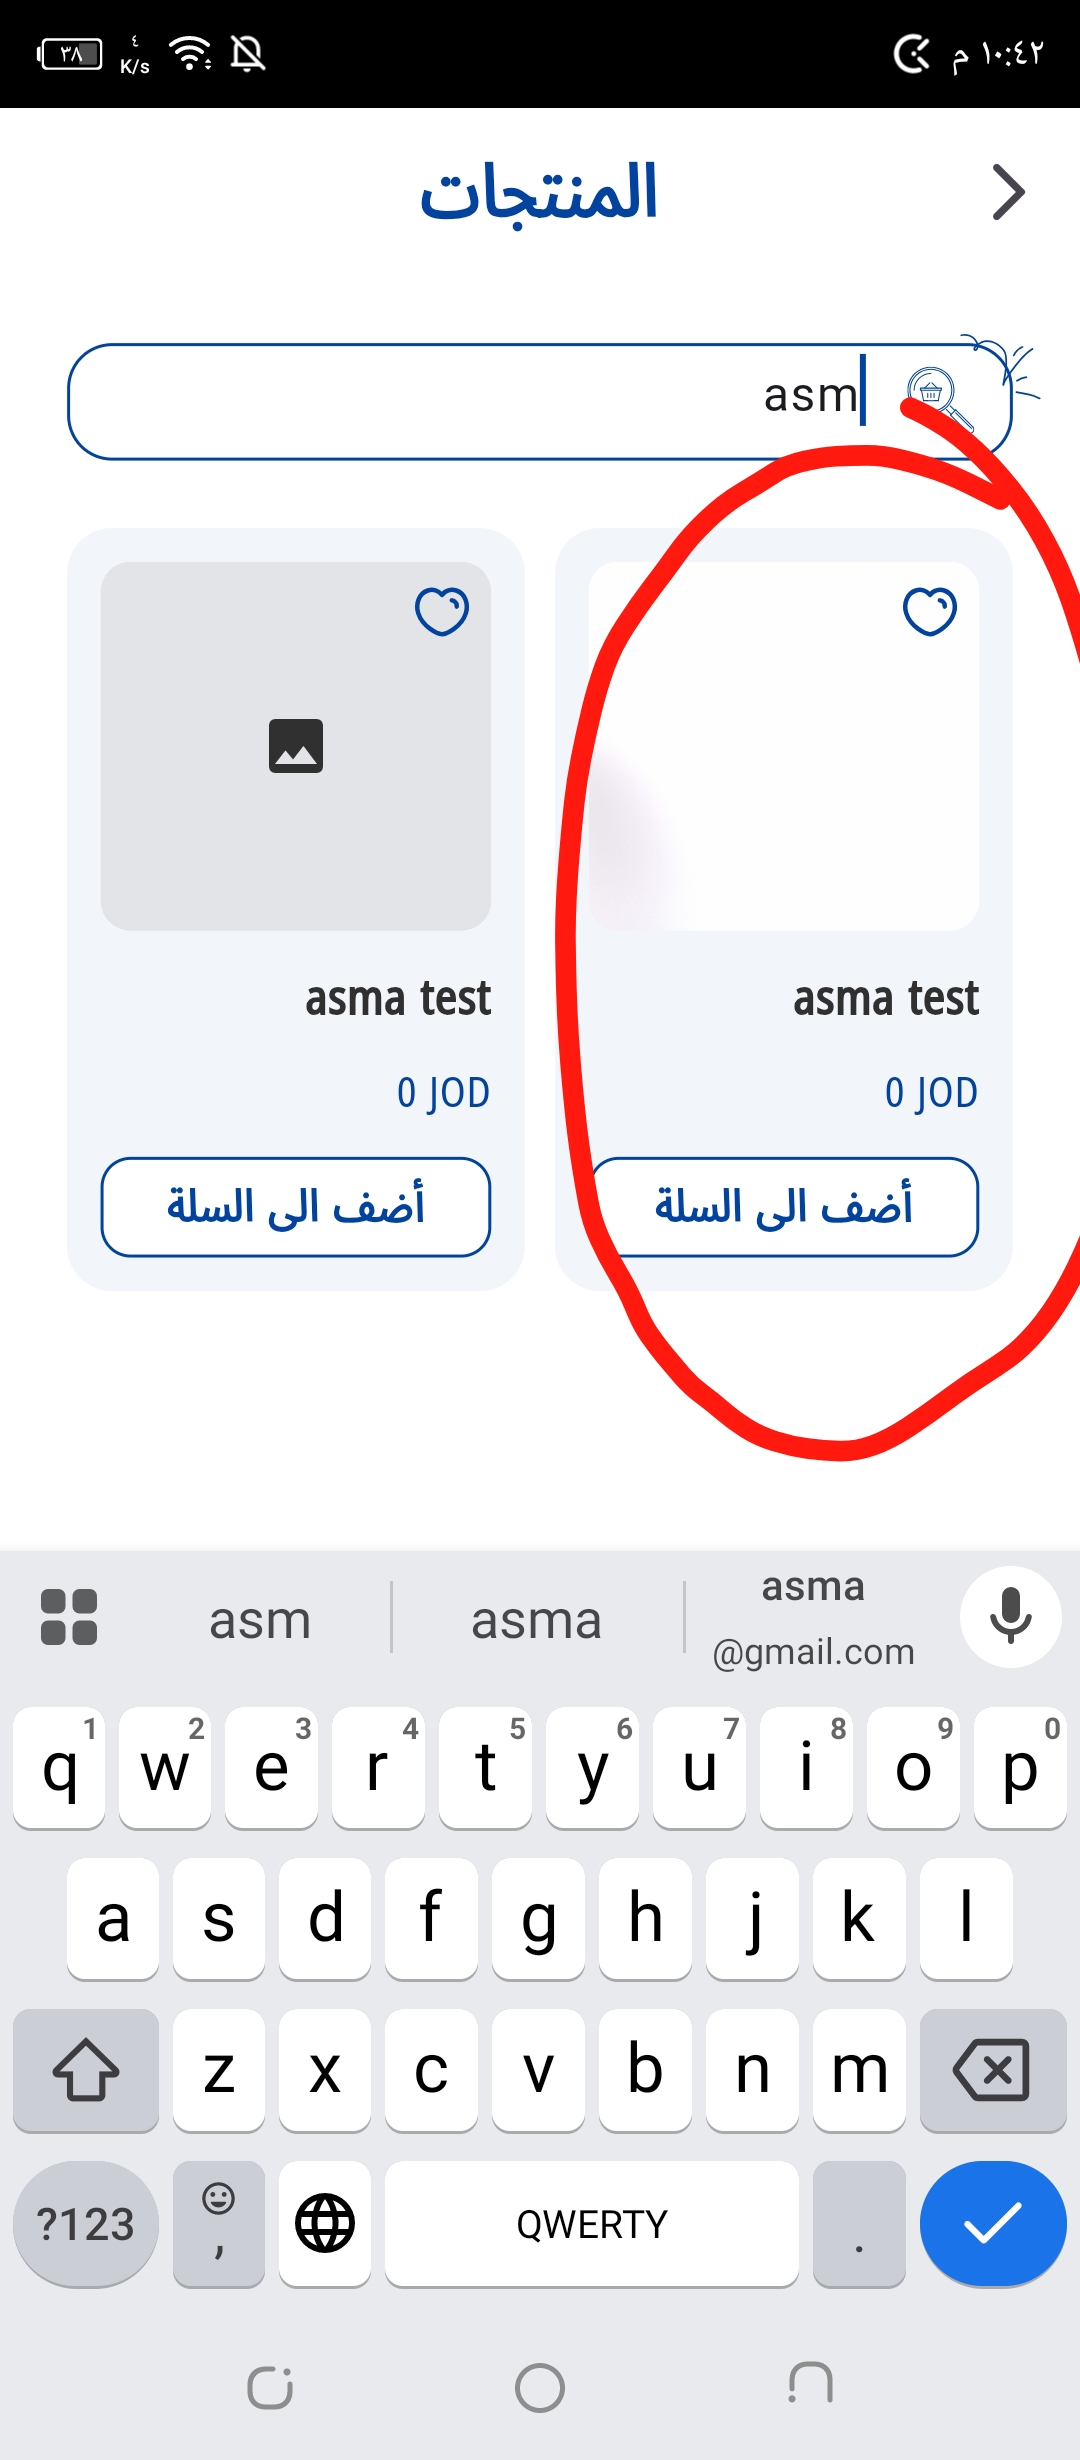 ٣٨ ٤ K/s ١٠:٤٢ م
المنتجات
asm
asma test asma test
0 JOD 0 JOD
أضف الى السلة أضف الى السلة
asm asma asma
@gmail.com
1 2 3 4 5 6 7 8 9 0
q w e r t y u i o p
a s d f g h j k l
z x c v b n m
?123 , QWERTY .